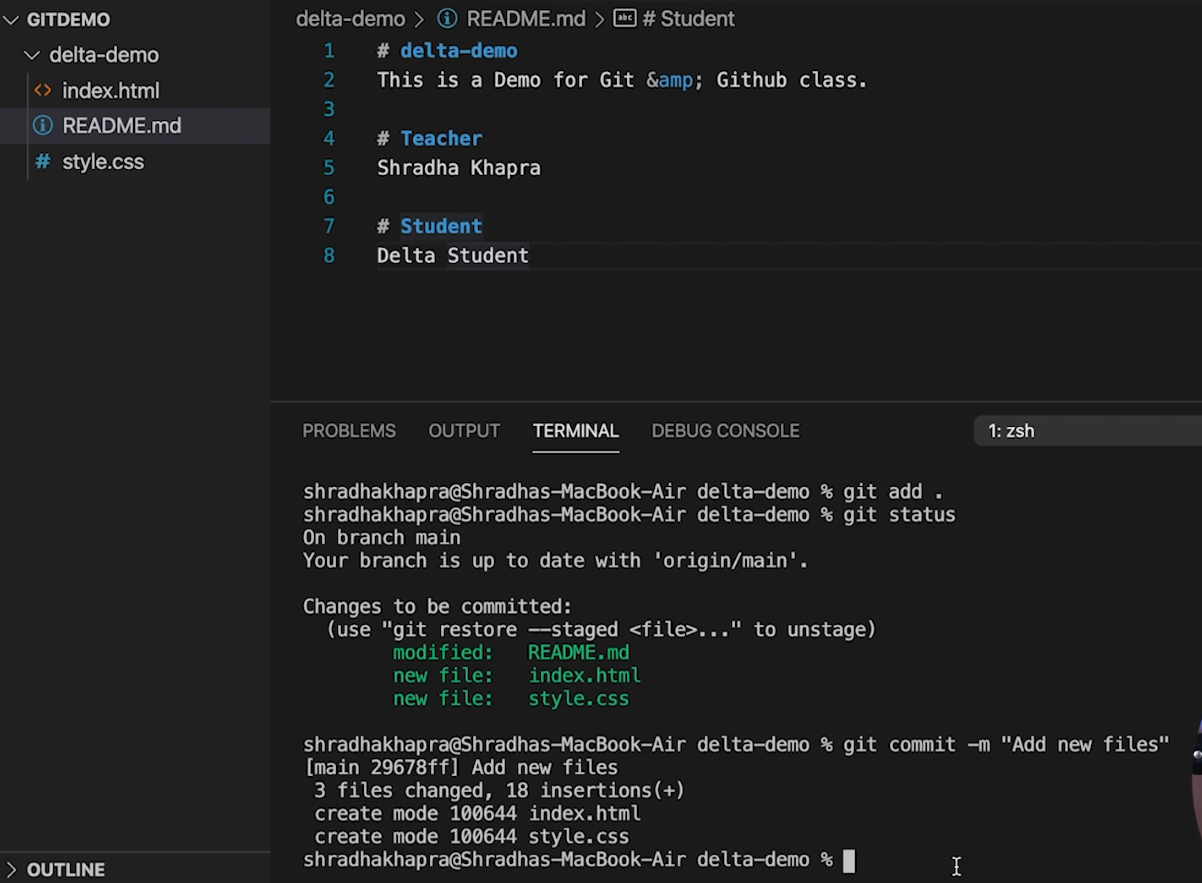 GITDEMO
delta-demo
index.html
README.md
style.css
OUTLINE
delta-demo > README.md > # Student
1 # delta-demo
2 This is a Demo for Git &amp; Github class.
3
4 # Teacher
5 Shradha Khapra
6
7 # Student
8 Delta Student
PROBLEMS OUTPUT TERMINAL DEBUG CONSOLE 1: zsh
shradhakhapra@Shradhas-MacBook-Air delta-demo % git add .
shradhakhapra@Shradhas-MacBook-Air delta-demo % git status
On branch main
Your branch is up to date with 'origin/main'.
Changes to be committed:
(use "git restore --staged <file>..." to unstage)
modified: README.md
new file: index.html
new file: style.css
shradhakhapra@Shradhas-MacBook-Air delta-demo % git commit -m "Add new files"
[main 29678ff] Add new files
3 files changed, 18 insertions(+)
create mode 100644 index.html
create mode 100644 style.css
shradhakhapra@Shradhas-MacBook-Air delta-demo %